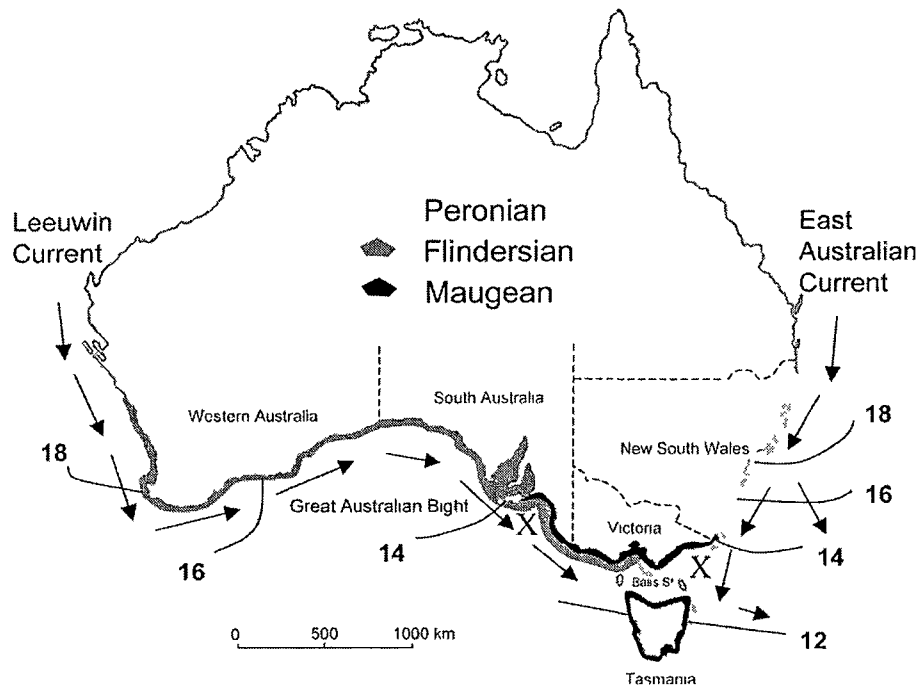 Peronian
Flindersian
Maugean
Leeuwin
Current
East
Australian
Current
Western Australia
South Australia
New South Wales
18
18
16
Great Australian Bight
Victoria
16
14
X
X
14
Bass St
12
0 500 1000 km
Tasmania